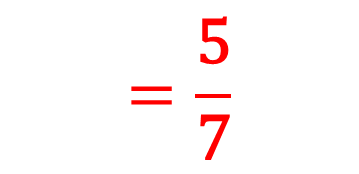 = 5/7